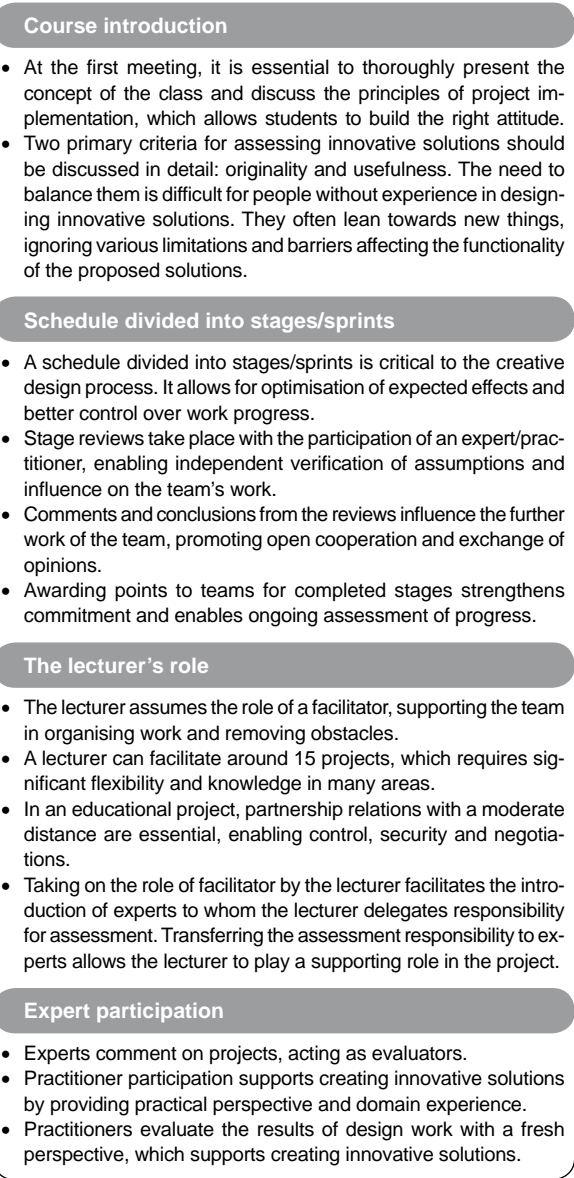 Course introduction
• At the first meeting, it is essential to thoroughly present the
concept of the class and discuss the principles of project im-
plementation, which allows students to build the right attitude.
• Two primary criteria for assessing innovative solutions should
be discussed in detail: originality and usefulness. The need to
balance them is difficult for people without experience in design-
ing innovative solutions. They often lean towards new things,
ignoring various limitations and barriers affecting the functionality
of the proposed solutions.
Schedule divided into stages/sprints
• A schedule divided into stages/sprints is critical to the creative
design process. It allows for optimisation of expected effects and
better control over work progress.
• Stage reviews take place with the participation of an expert/prac-
titioner, enabling independent verification of assumptions and
influence on the team's work.
• Comments and conclusions from the reviews influence the further
work of the team, promoting open cooperation and exchange of
opinions.
• Awarding points to teams for completed stages strengthens
commitment and enables ongoing assessment of progress.
The lecturer's role
• The lecturer assumes the role of a facilitator, supporting the team
in organising work and removing obstacles.
• A lecturer can facilitate around 15 projects, which requires sig-
nificant flexibility and knowledge in many areas.
• In an educational project, partnership relations with a moderate
distance are essential, enabling control, security and negotia-
tions.
• Taking on the role of facilitator by the lecturer facilitates the intro-
duction of experts to whom the lecturer delegates responsibility
for assessment. Transferring the assessment responsibility to ex-
perts allows the lecturer to play a supporting role in the project.
Expert participation
• Experts comment on projects, acting as evaluators.
• Practitioner participation supports creating innovative solutions
by providing practical perspective and domain experience.
• Practitioners evaluate the results of design work with a fresh
perspective, which supports creating innovative solutions.